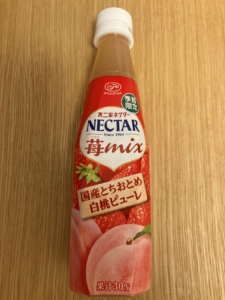 季節
限定
不二家ネクター
NECTAR
Since 1964
苺mix
国産とちおとめ
白桃ピューレ
果汁30%